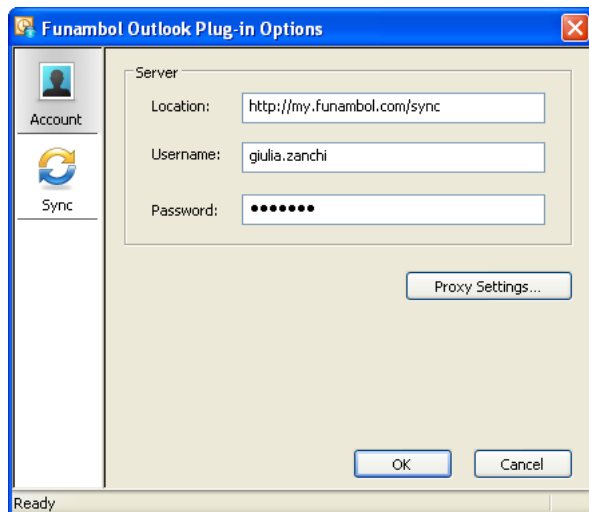 Funambol Outlook Plug-in Options
Account
Sync
Server
Location: http://my.funambol.com/sync
Username: giulia.zanchi
Password: •••••••
Proxy Settings...
OK Cancel
Ready